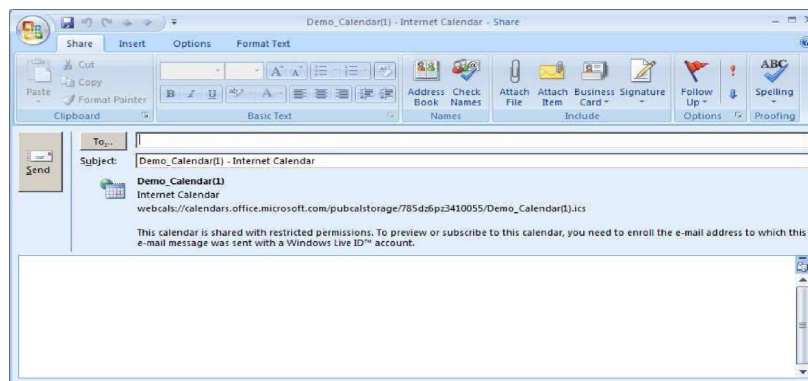 Demo_Calendar(1) - Internet Calendar - Share
Share Insert Options Format Text
Paste
Cut
Copy
Format Painter
Clipboard
B I U
Basic Text
Address Book
Check Names
Names
Attach File
Attach Item
Business Card
Signature
Include
Follow Up
Options
ABC
Spelling
Proofing
Send
To...
Subject: Demo_Calendar(1) - Internet Calendar
Demo_Calendar(1)
Internet Calendar
webcals://calendars.office.microsoft.com/pubcalstorage/785dz6pz3410055/Demo_Calendar(1).ics
This calendar is shared with restricted permissions. To preview or subscribe to this calendar, you need to enroll the e-mail address to which this
e-mail message was sent with a Windows Live ID™ account.